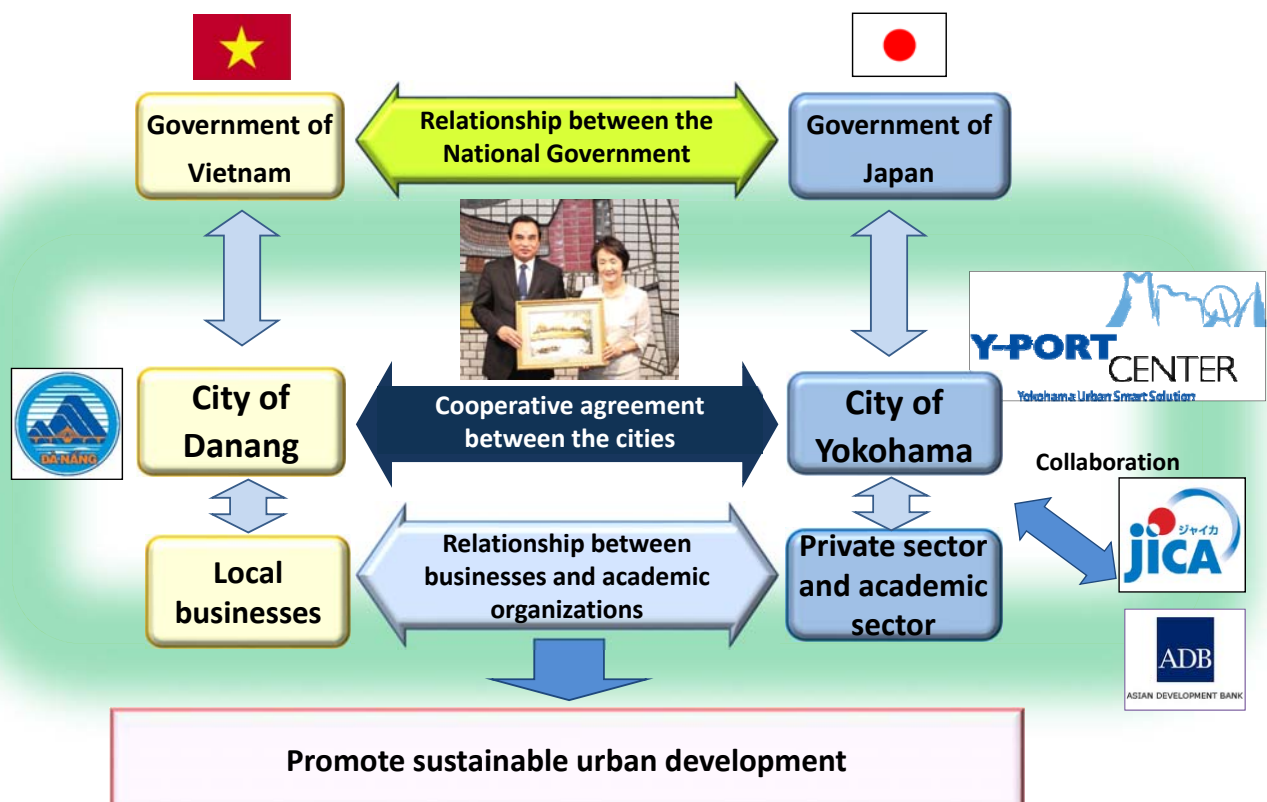 Government of
Vietnam
Relationship between the
National Government
Government of
Japan
Y-PORT
CENTER
Yokohama Urban Smart Solution
DA NANG
City of
Danang
Cooperative agreement
between the cities
City of
Yokohama
Collaboration
ジャイカ
jICA
Local
businesses
Relationship between
businesses and academic
organizations
Private sector
and academic
sector
ADB
ASIAN DEVELOPMENT BANK
Promote sustainable urban development